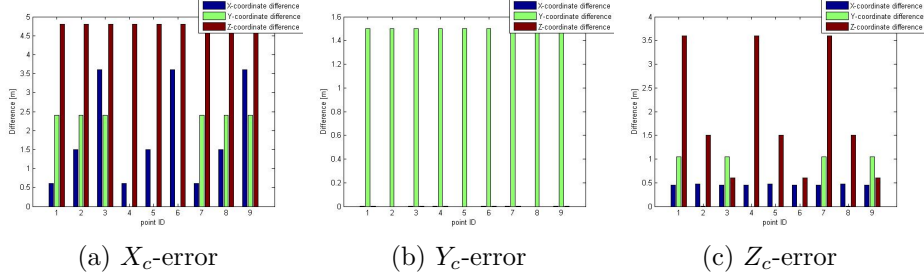 X-coordinate difference
Y-coordinate difference
Z-coordinate difference
Difference [m]
5
4.5
4
3.5
3
2.5
2
1.5
1
0.5
0
1 2 3 4 5 6 7 8 9
point ID
(a) Xc-error
X-coordinate difference
Y-coordinate difference
Z-coordinate difference
Difference [m]
1.6
1.4
1.2
1
0.8
0.6
0.4
0.2
0
1 2 3 4 5 6 7 8 9
point ID
(b) Yc-error
X-coordinate difference
Y-coordinate difference
Z-coordinate difference
Difference [m]
4
3.5
3
2.5
2
1.5
1
0.5
0
1 2 3 4 5 6 7 8 9
point ID
(c) Zc-error